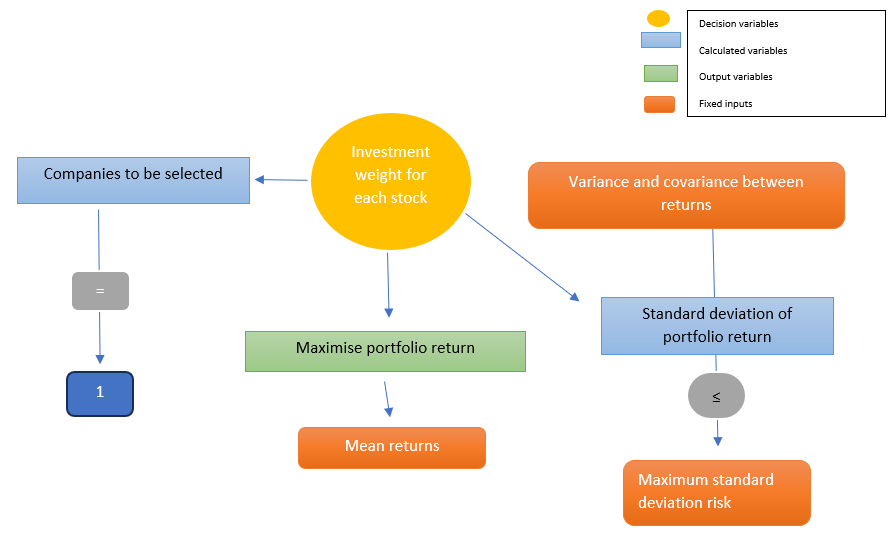 Decision variables
Calculated variables
Output variables
Fixed inputs
Investment
weight for
each stock
Companies to be selected
Variance and covariance between
returns
=
Standard deviation of
portfolio return
Maximise portfolio return
1
≤
Mean returns
Maximum standard
deviation risk